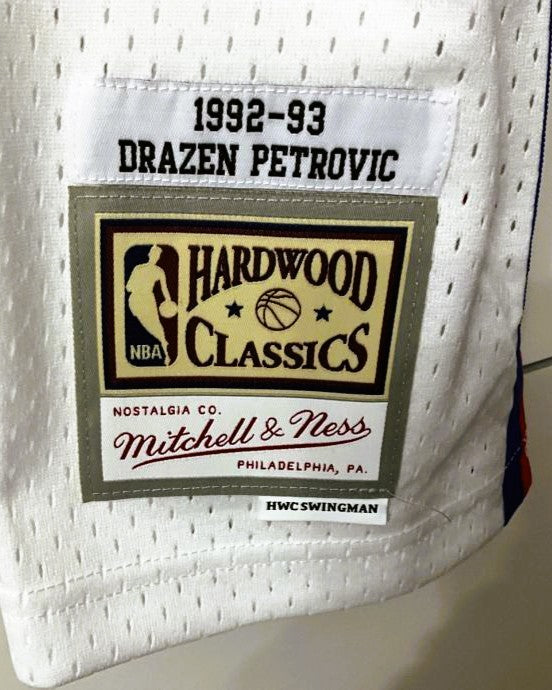 1992-93
DRAZEN PETROVIC
HARDWOOD
CLASSICS
NBA
NOSTALGIA CO.
Mitchell & Ness
PHILADELPHIA, PA.
HWC SWINGMAN